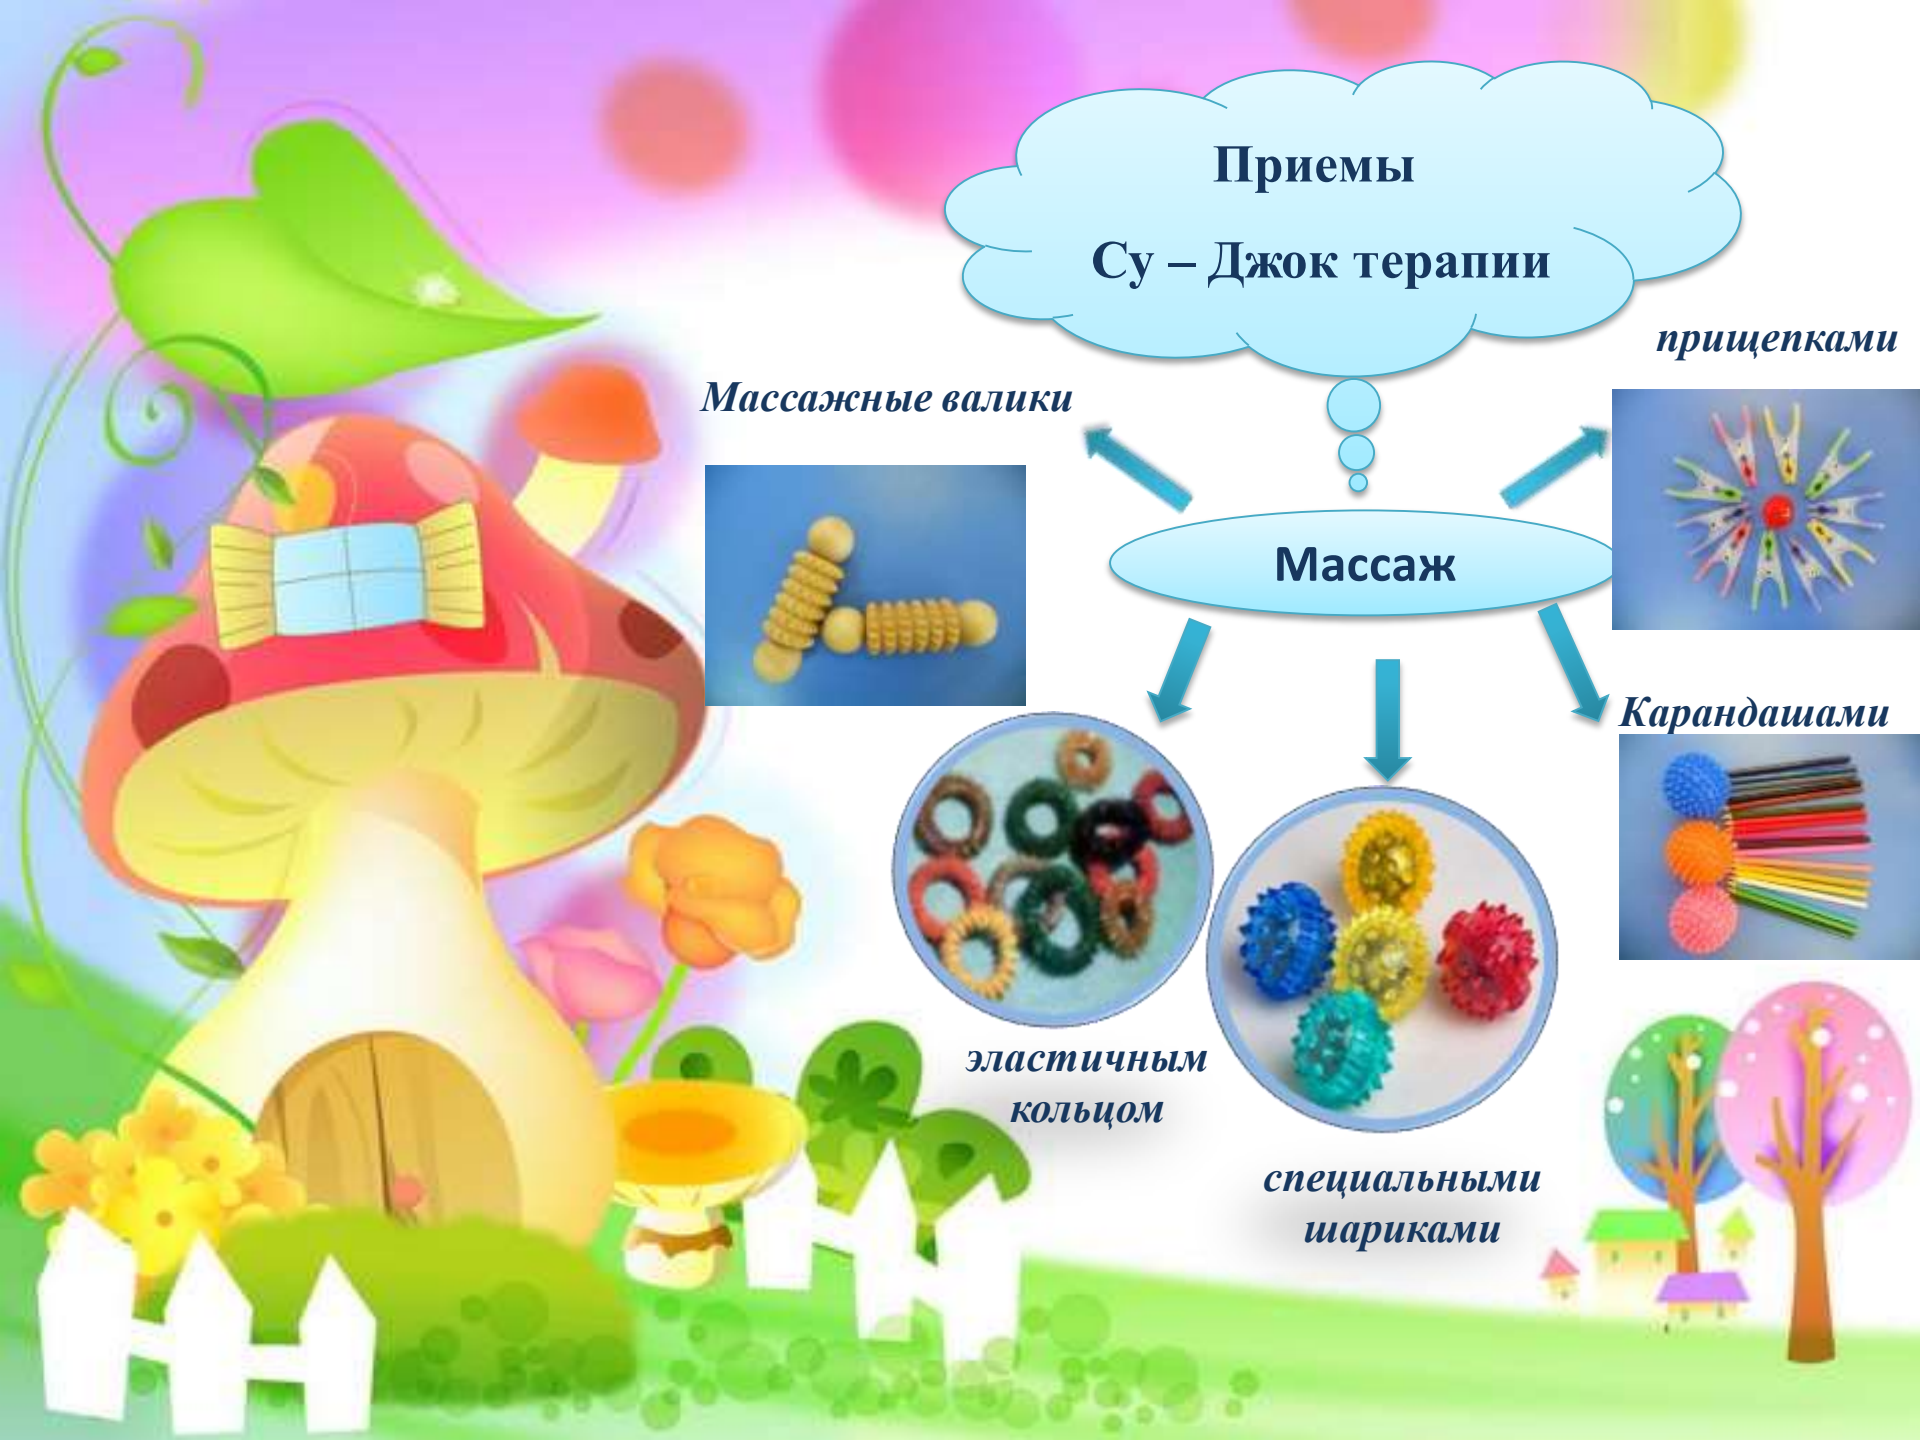 Приемы
Су – Джок терапии
прищепками
Массажные валики
Массаж
Карандашами
эластичным
кольцом
специальными
шариками